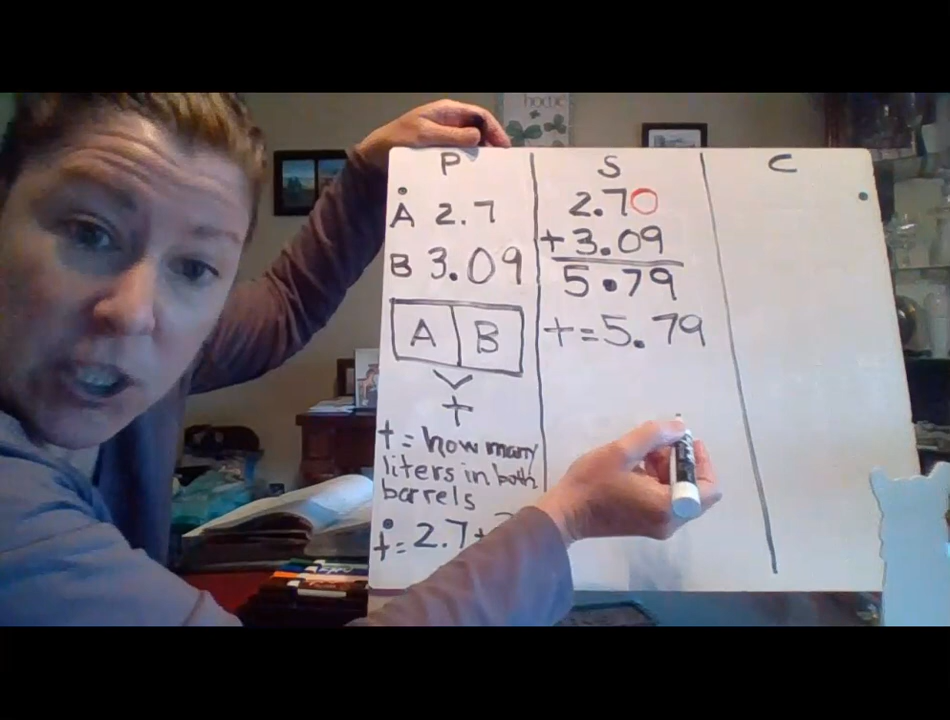 P
A 2.7
B 3.09
A B
t
t = how many
liters in both
barrels
t = 2.7 +
S
2.70
+ 3.09
5.79
t = 5.79
C